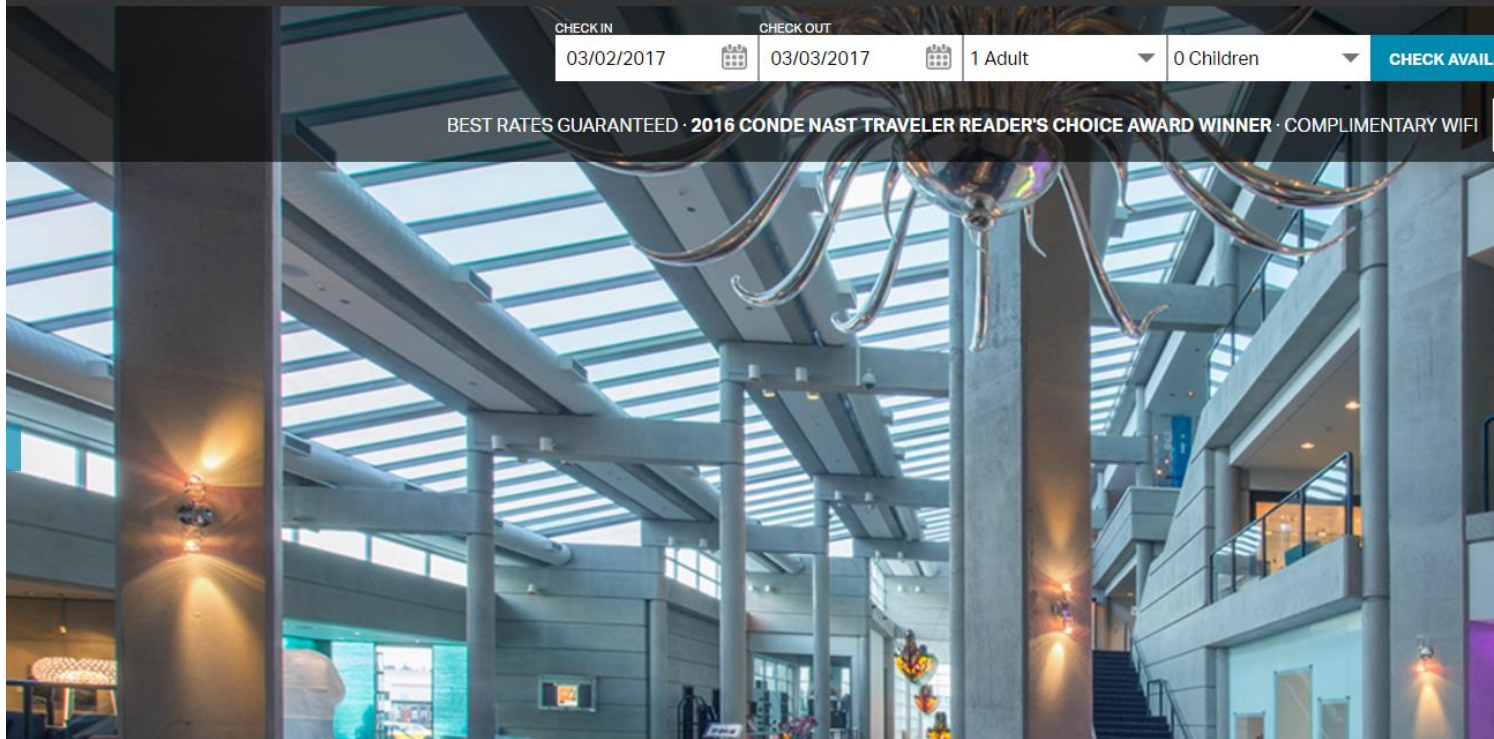 CHECK IN CHECK OUT
03/02/2017 03/03/2017 1 Adult 0 Children CHECK AVAIL
BEST RATES GUARANTEED · 2016 CONDE NAST TRAVELER READER'S CHOICE AWARD WINNER · COMPLIMENTARY WIFI